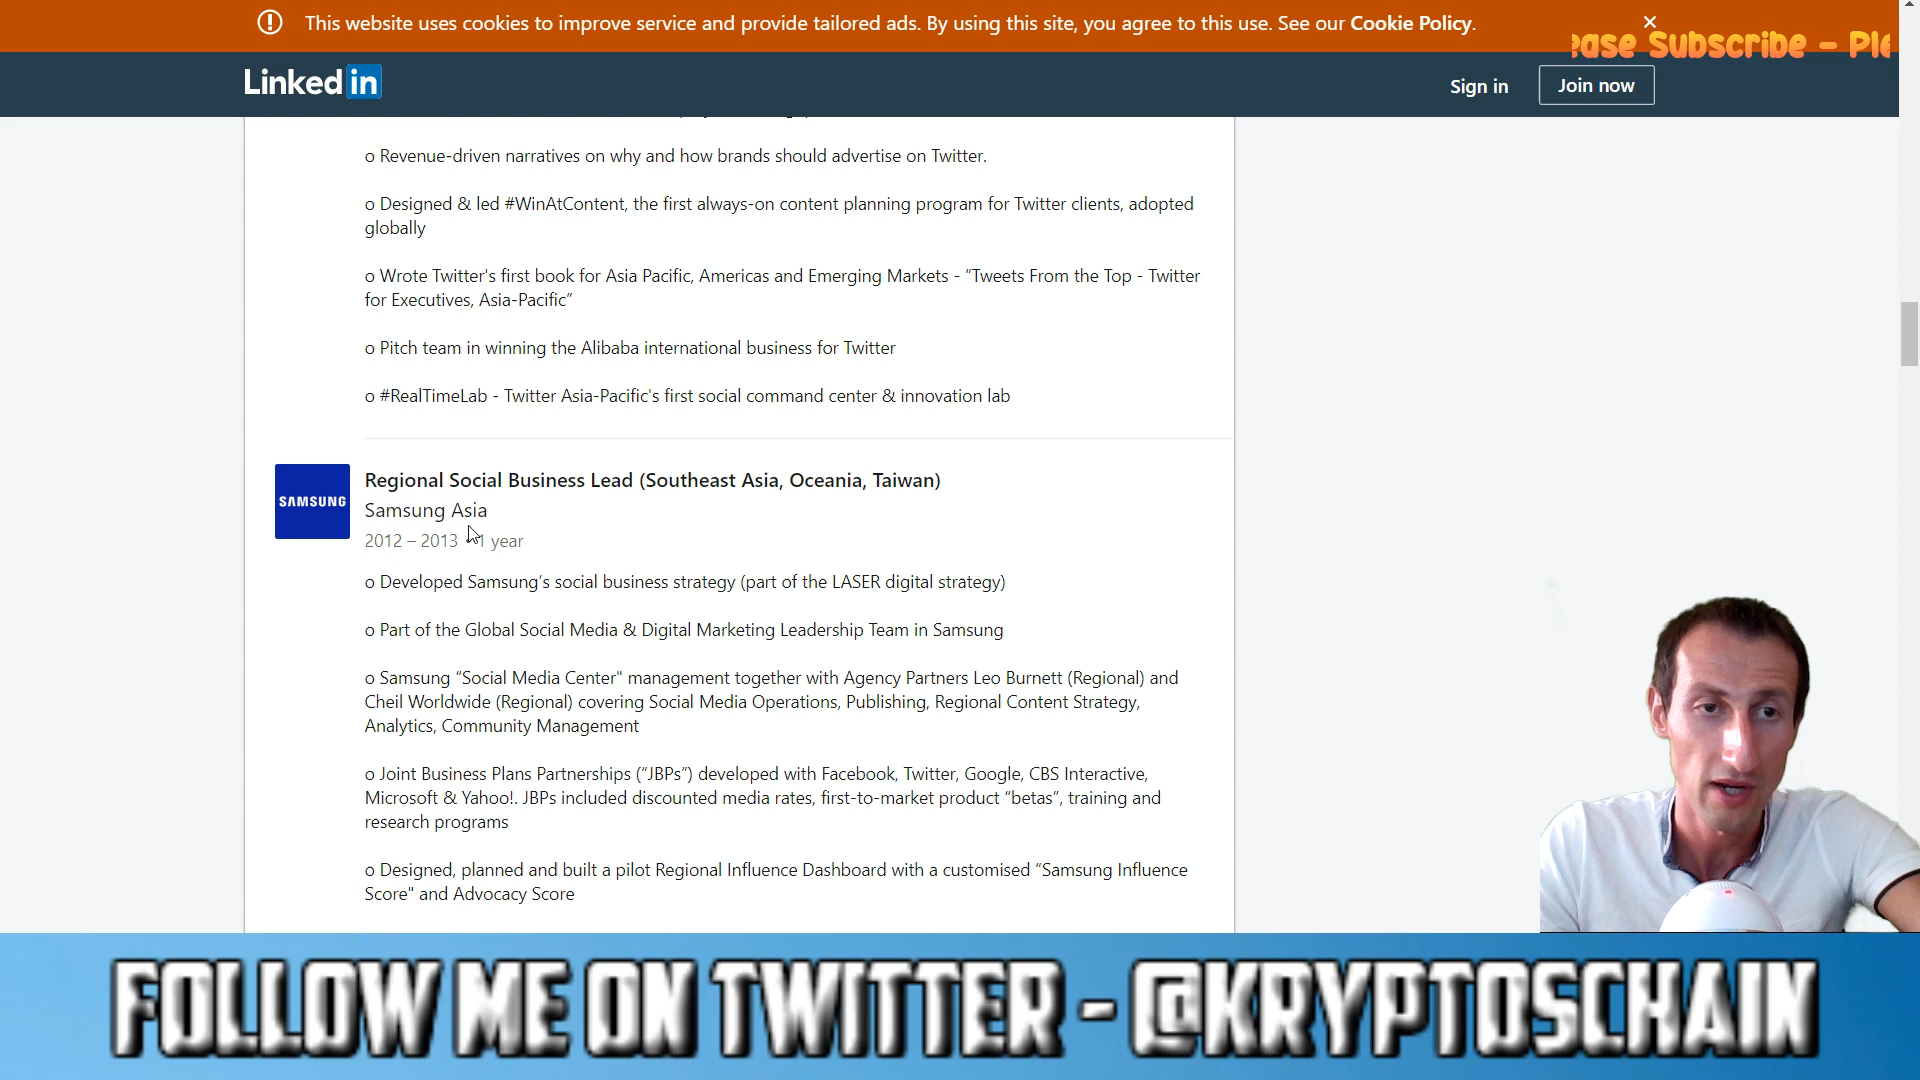 This website uses cookies to improve service and provide tailored ads. By using this site, you agree to this use. See our Cookie Policy.
Subscribe -
LinkedIn
Sign in
Join now
o Revenue-driven narratives on why and how brands should advertise on Twitter.
o Designed & led #WinAtContent, the first always-on content planning program for Twitter clients, adopted
globally
o Wrote Twitter's first book for Asia Pacific, Americas and Emerging Markets - “Tweets From the Top - Twitter
for Executives, Asia-Pacific”
o Pitch team in winning the Alibaba international business for Twitter
o #RealTimeLab - Twitter Asia-Pacific's first social command center & innovation lab
SAMSUNG
Regional Social Business Lead (Southeast Asia, Oceania, Taiwan)
Samsung Asia
2012 – 2013 1 year
o Developed Samsung’s social business strategy (part of the LASER digital strategy)
o Part of the Global Social Media & Digital Marketing Leadership Team in Samsung
o Samsung “Social Media Center" management together with Agency Partners Leo Burnett (Regional) and
Cheil Worldwide (Regional) covering Social Media Operations, Publishing, Regional Content Strategy,
Analytics, Community Management
o Joint Business Plans Partnerships (“JBPs”) developed with Facebook, Twitter, Google, CBS Interactive,
Microsoft & Yahoo!. JBPs included discounted media rates, first-to-market product “betas”, training and
research programs
o Designed, planned and built a pilot Regional Influence Dashboard with a customised “Samsung Influence
Score" and Advocacy Score
FOLLOW ME ON TWITTER - @KRYPTOSCHAIN